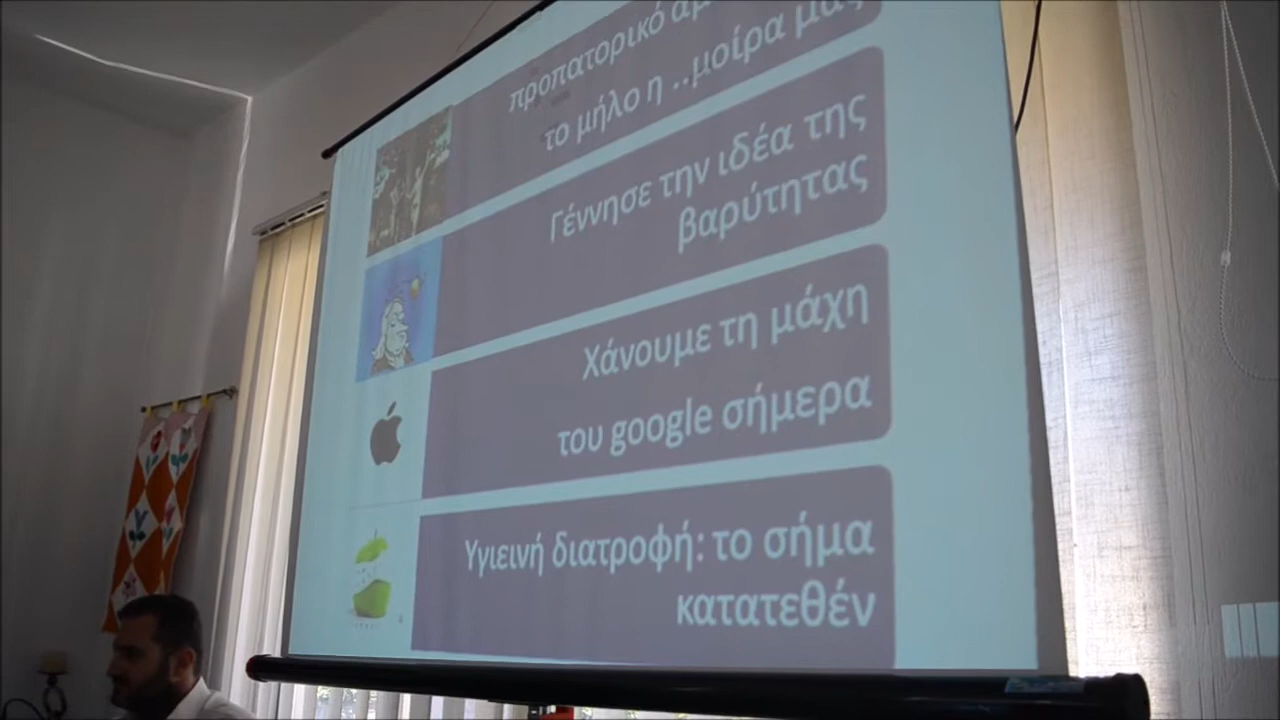 προπατορικό
το μήλο η ..μοίρα μας
Γέννησε την ιδέα της
βαρύτητας
Χάνουμε τη μάχη
του google σήμερα
Υγιεινή διατροφή: το σήμα
κατατεθέν